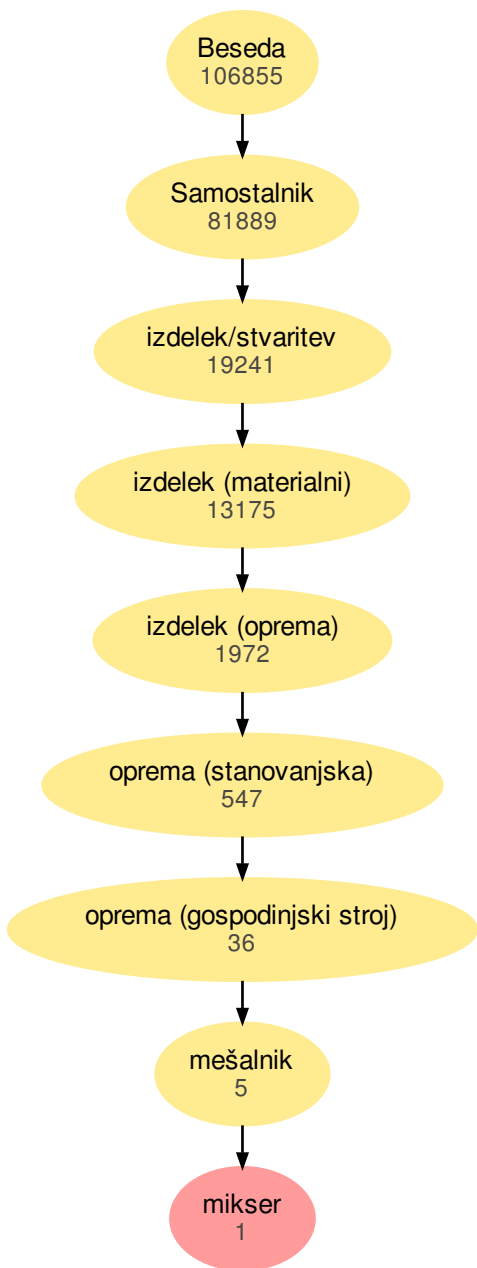 Beseda
106855
Samostalnik
81889
izdelek/stvaritev
19241
izdelek (materialni)
13175
izdelek (oprema)
1972
oprema (stanovanjska)
547
oprema (gospodinjski stroj)
36
mešalnik
5
mikser
1